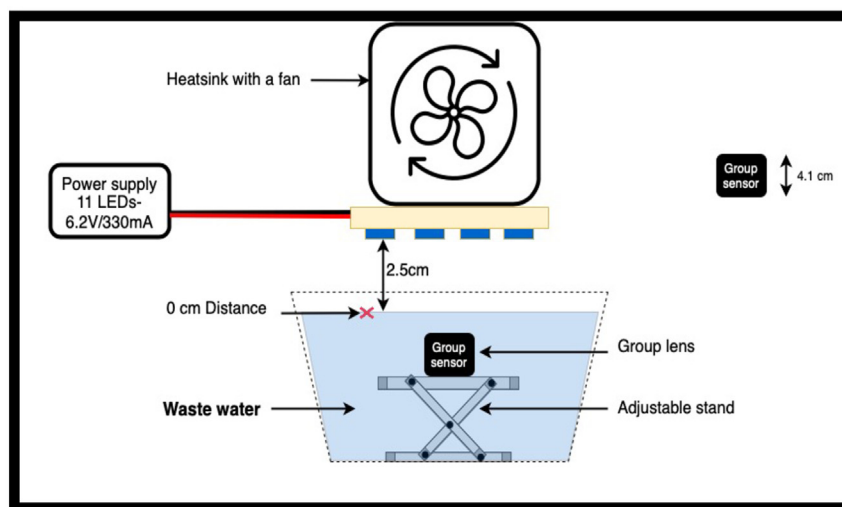 Heatsink with a fan
Power supply
11 LEDs-
6.2V/330mA
Group
sensor
4.1 cm
2.5cm
0 cm Distance
Group
sensor
Group lens
Waste water
Adjustable stand